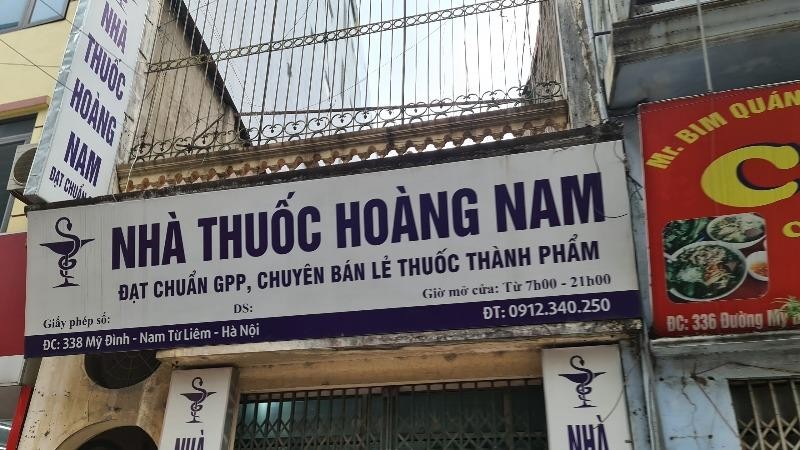 NHÀ
THUỐC
HOÀNG
NAM
ĐẠT CHUẨN
NHÀ THUỐC HOÀNG NAM
ĐẠT CHUẨN GPP, CHUYÊN BÁN LẺ THUỐC THÀNH PHẨM
Giấy phép số:
DS:
Giờ mở cửa: Từ 7h00 - 21h00
ĐC: 338 Mỹ Đình - Nam Từ Liêm - Hà Nội
ĐT: 0912.340.250
Mr. BIM QUÁN
ĐC: 336 Đường Mỹ
NHÀ
NHÀ